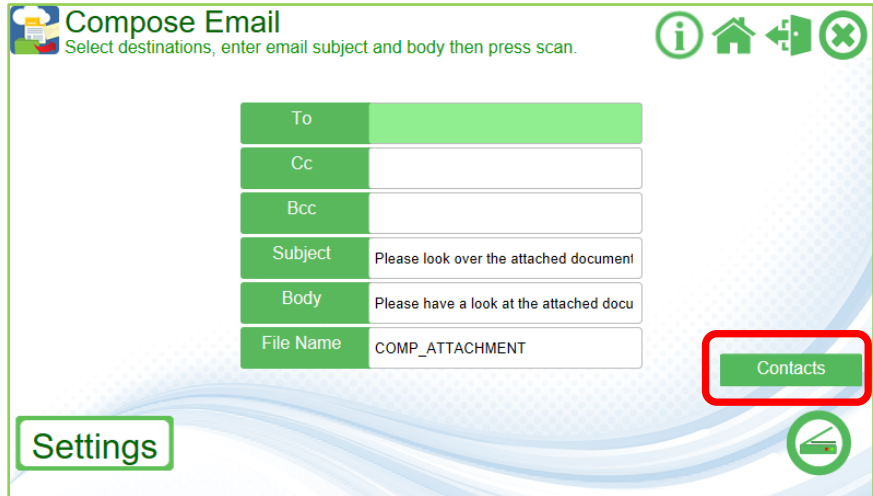 Compose Email
Select destinations, enter email subject and body then press scan.
To
Cc
Bcc
Subject
Please look over the attached document
Body
Please have a look at the attached docu
File Name
COMP_ATTACHMENT
Contacts
Settings